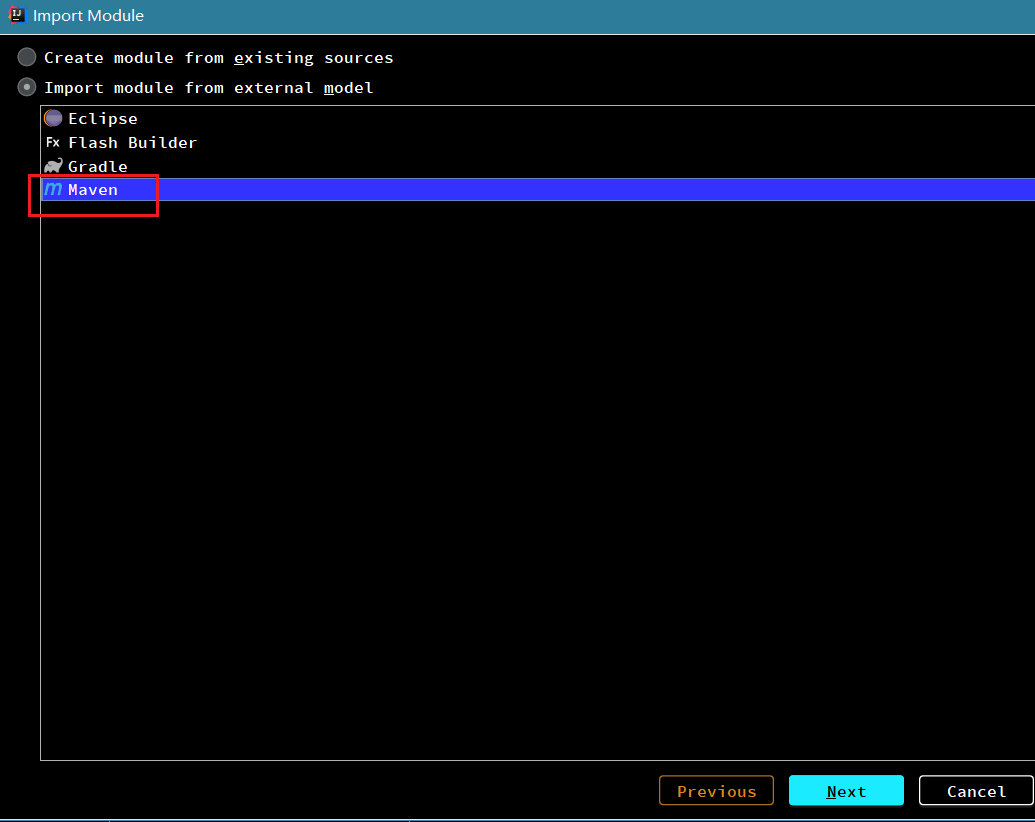 Import Module
Create module from existing sources
Import module from external model
Eclipse
Fx Flash Builder
Gradle
m Maven
Previous Next Cancel